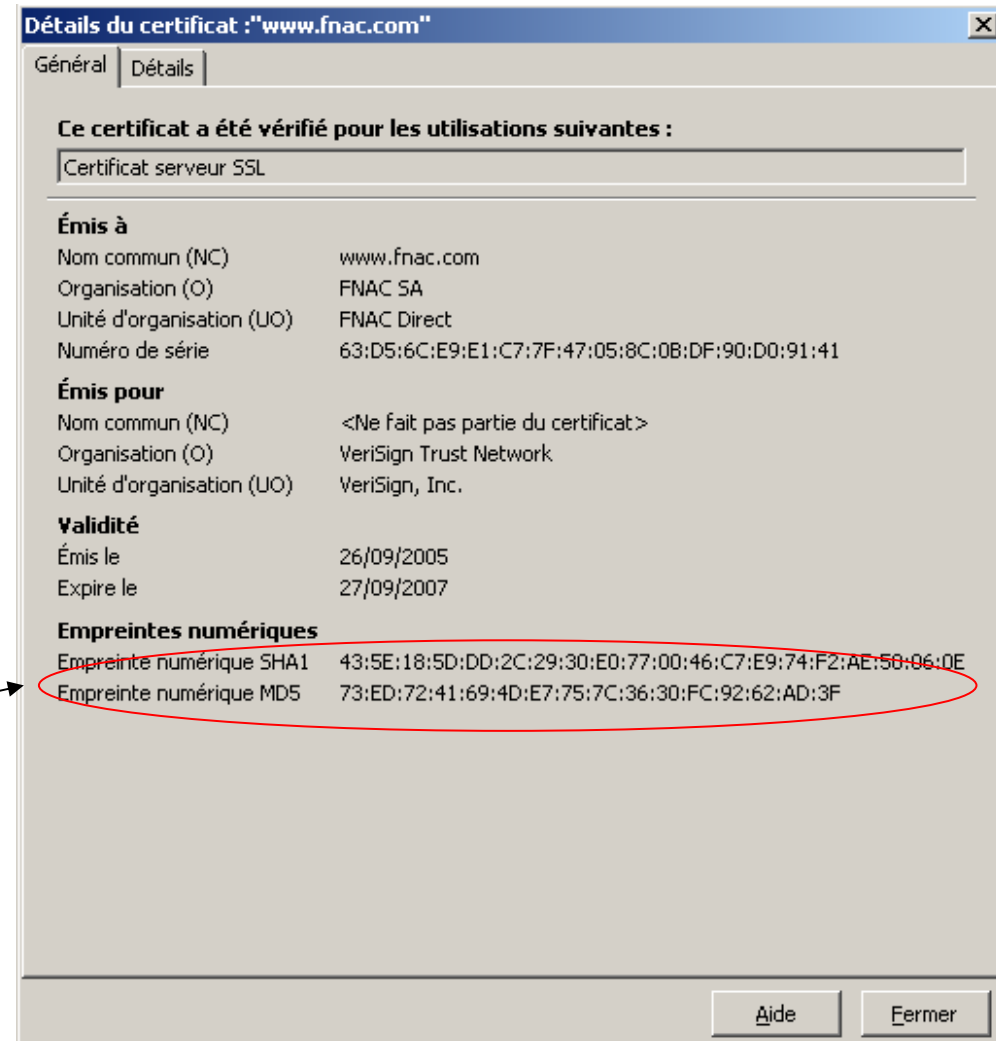 Détails du certificat :"www.fnac.com"
Général Détails
Ce certificat a été vérifié pour les utilisations suivantes :
Certificat serveur SSL
Émis à
Nom commun (NC) www.fnac.com
Organisation (O) FNAC SA
Unité d'organisation (UO) FNAC Direct
Numéro de série 63:D5:6C:E9:E1:C7:7F:47:05:8C:0B:DF:90:D0:91:41
Émis pour
Nom commun (NC) <Ne fait pas partie du certificat>
Organisation (O) VeriSign Trust Network
Unité d'organisation (UO) VeriSign, Inc.
Validité
Émis le 26/09/2005
Expire le 27/09/2007
Empreintes numériques
Empreinte numérique SHA1 43:5E:18:5D:DD:2C:29:30:E0:77:00:46:C7:E9:74:F2:AE:50:06:0E
Empreinte numérique MD5 73:ED:72:41:69:4D:E7:75:7C:36:30:FC:92:62:AD:3F
Aide Fermer